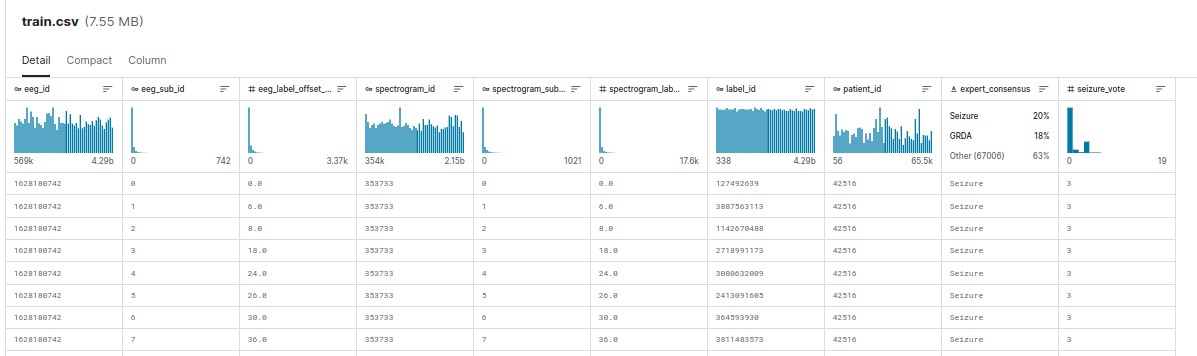 train.csv (7.55 MB)
Detail Compact Column
eeg_id eeg_sub_id # eeg_label_offset_... spectrogram_id spectrogram_sub... # spectrogram_lab... label_id patient_id A expert_consensus # seizure_vote
Seizure 20%
GRDA 18%
Other (67006) 63%
569k 4.29b 0 742 0 3.37k 354k 2.15b 0 1021 0 17.6k 338 4.29b 56 65.5k 0 19
1628180742 0 0.0 353733 0 0.0 127492639 42516 Seizure 3
1628180742 1 6.0 353733 1 6.0 3887563113 42516 Seizure 3
1628180742 2 8.0 353733 2 8.0 1142670488 42516 Seizure 3
1628180742 3 18.0 353733 3 18.0 2718991173 42516 Seizure 3
1628180742 4 24.0 353733 4 24.0 3080632009 42516 Seizure 3
1628180742 5 26.0 353733 5 26.0 2413091605 42516 Seizure 3
1628180742 6 30.0 353733 6 30.0 364593930 42516 Seizure 3
1628180742 7 36.0 353733 7 36.0 3811483573 42516 Seizure 3